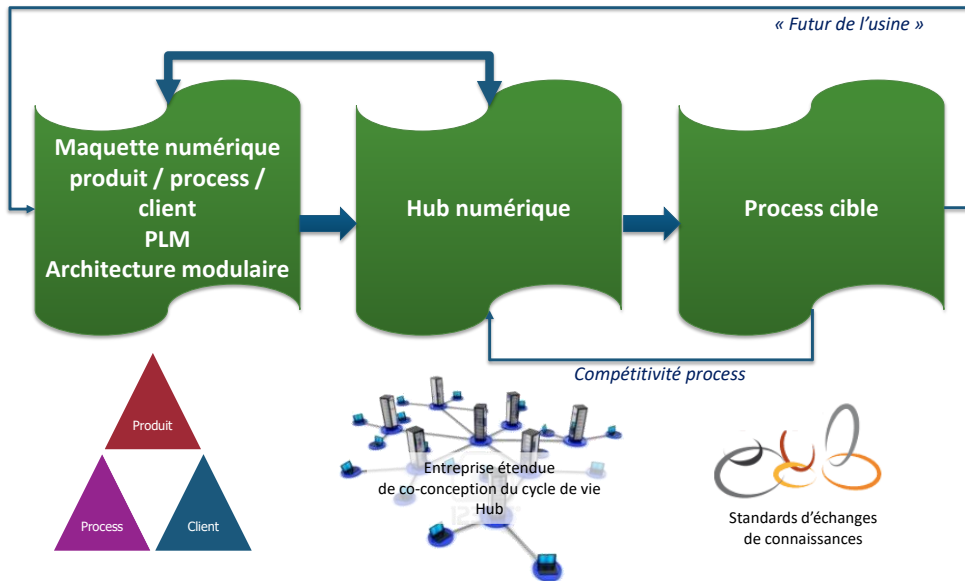 « Futur de l’usine »
Maquette numérique
produit / process /
client
PLM
Architecture modulaire
Hub numérique
Process cible
Compétitivité process
Produit
Process
Client
Entreprise étendue
de co-conception du cycle de vie
Hub
Standards d’échanges
de connaissances